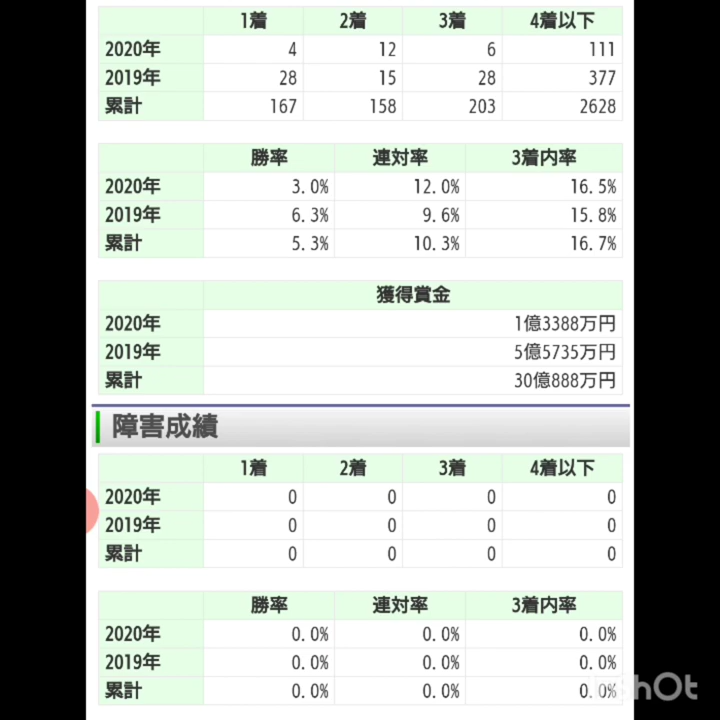 1着 2着 3着 4着以下
2020年 4 12 6 111
2019年 28 15 28 377
累計 167 158 203 2628
勝率 連対率 3着内率
2020年 3.0% 12.0% 16.5%
2019年 6.3% 9.6% 15.8%
累計 5.3% 10.3% 16.7%
獲得賞金
2020年 1億3388万円
2019年 5億5735万円
累計 30億888万円
障害成績
1着 2着 3着 4着以下
2020年 0 0 0 0
2019年 0 0 0 0
累計 0 0 0 0
勝率 連対率 3着内率
2020年 0.0% 0.0% 0.0%
2019年 0.0% 0.0% 0.0%
累計 0.0% 0.0% 0.0%